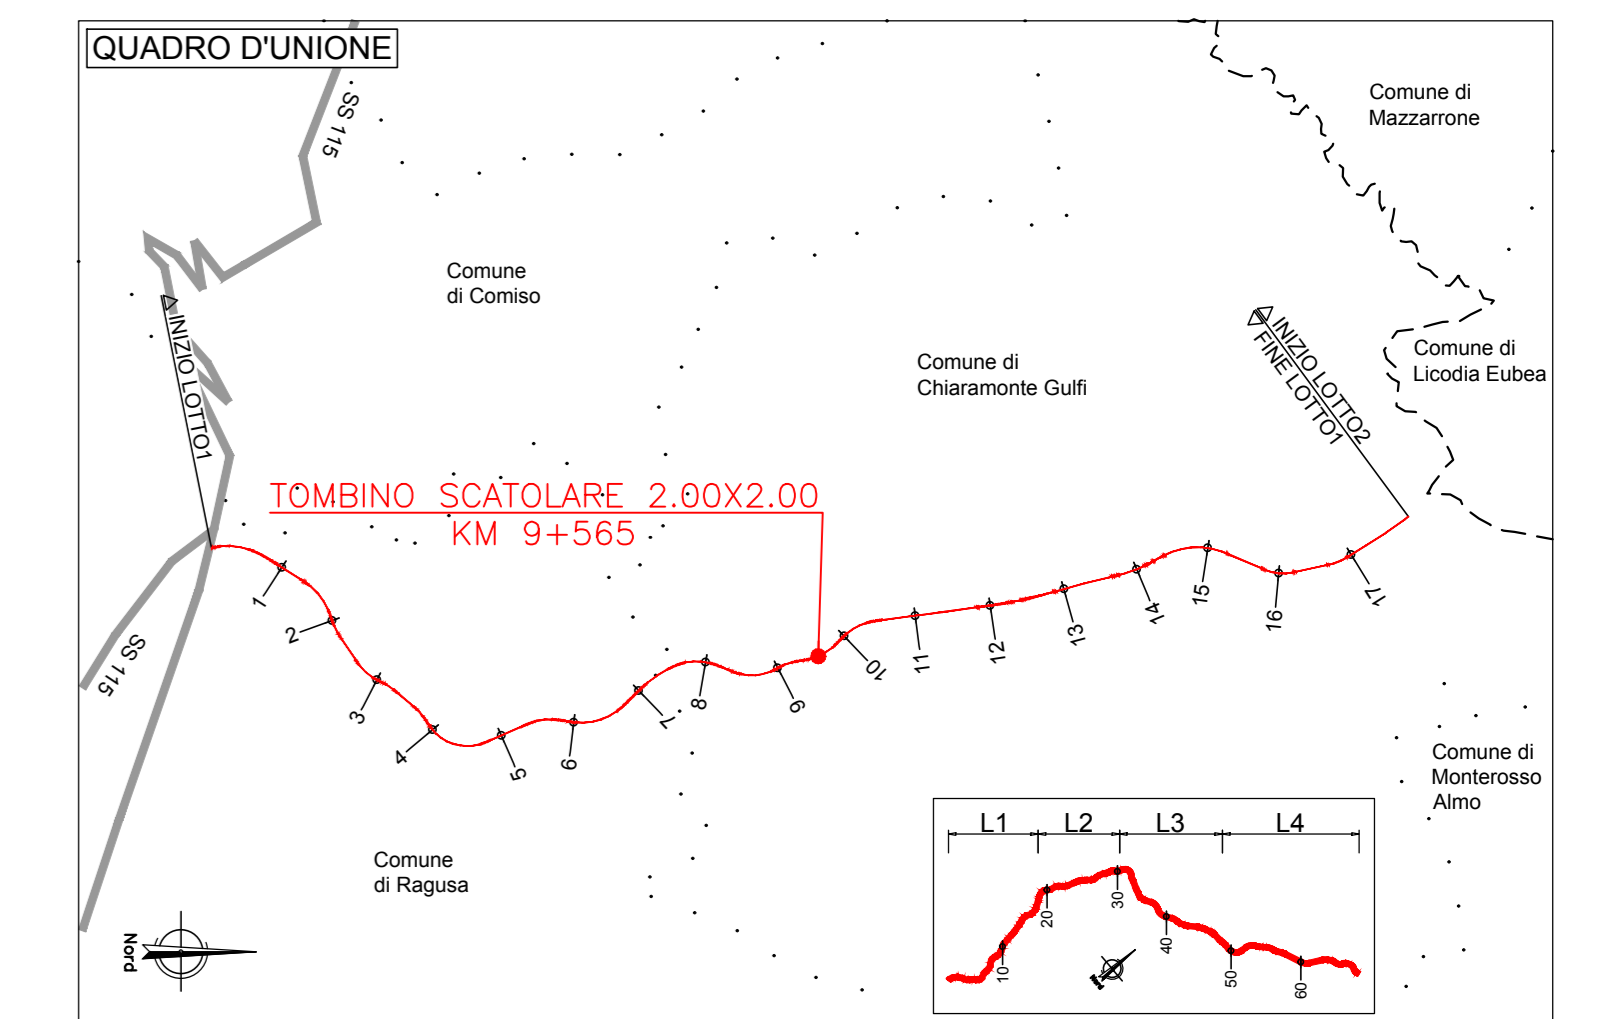 QUADRO D'UNIONE
SS 115
Comune di
Mazzarrone
Comune
di Comiso
INIZIO LOTTO1
Comune di
Chiaramonte Gulfi
INIZIO LOTTO2
FINE LOTTO1
Comune di
Licodia Eubea
TOMBINO SCATOLARE 2.00X2.00
KM 9+565
SS 115
1
2
3
4
5
6
7
8
9
10
11
12
13
14
15
16
17
Comune di
Monterosso
Almo
Comune
di Ragusa
Nord
L1 L2 L3 L4
10
20
30
40
50
60